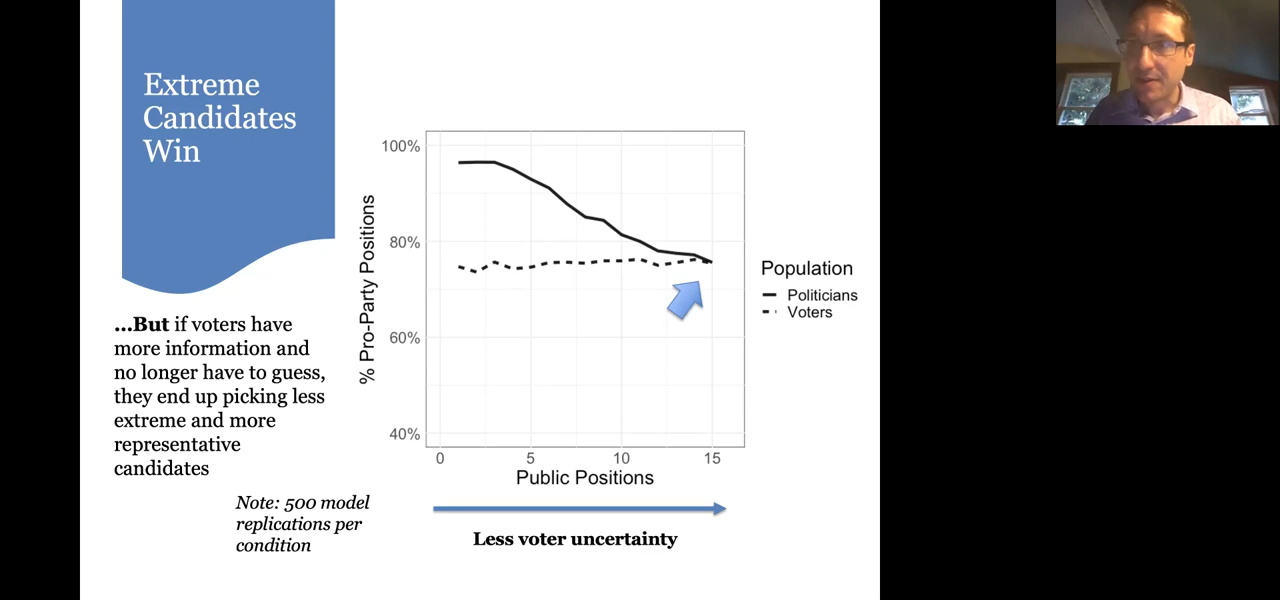 Extreme
Candidates
Win
...But if voters have
more information and
no longer have to guess,
they end up picking less
extreme and more
representative
candidates
Note: 500 model
replications per
condition
% Pro-Party Positions
100%
80%
60%
40%
0 5 10 15
Public Positions
Less voter uncertainty
Population
Politicians
Voters